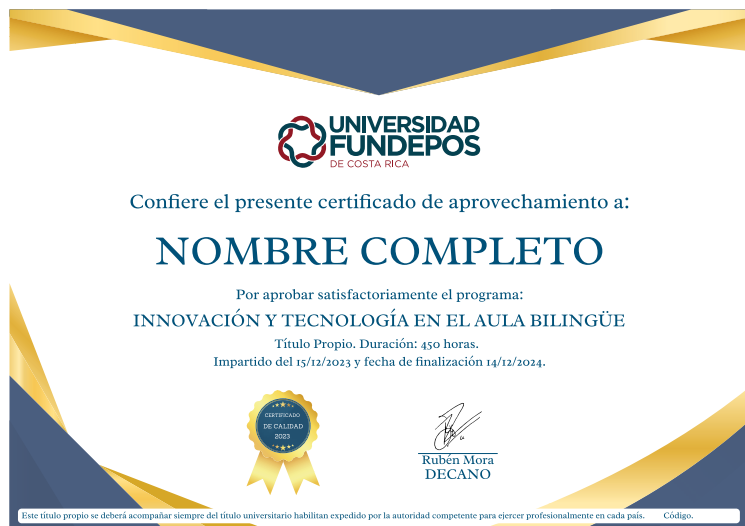 UNIVERSIDAD
FUNDEPOS
DE COSTA RICA
Confiere el presente certificado de aprovechamiento a:
NOMBRE COMPLETO
Por aprobar satisfactoriamente el programa:
INNOVACIÓN Y TECNOLOGÍA EN EL AULA BILINGÜE
Título Propio. Duración: 450 horas.
Impartido del 15/12/2023 y fecha de finalización 14/12/2024.
CERTIFICADO
DE CALIDAD
2023
Rubén Mora
DECANO
Este título propio se deberá acompañar siempre del título universitario habilitan expedido por la autoridad competente para ejercer profesionalmente en cada país. Código.